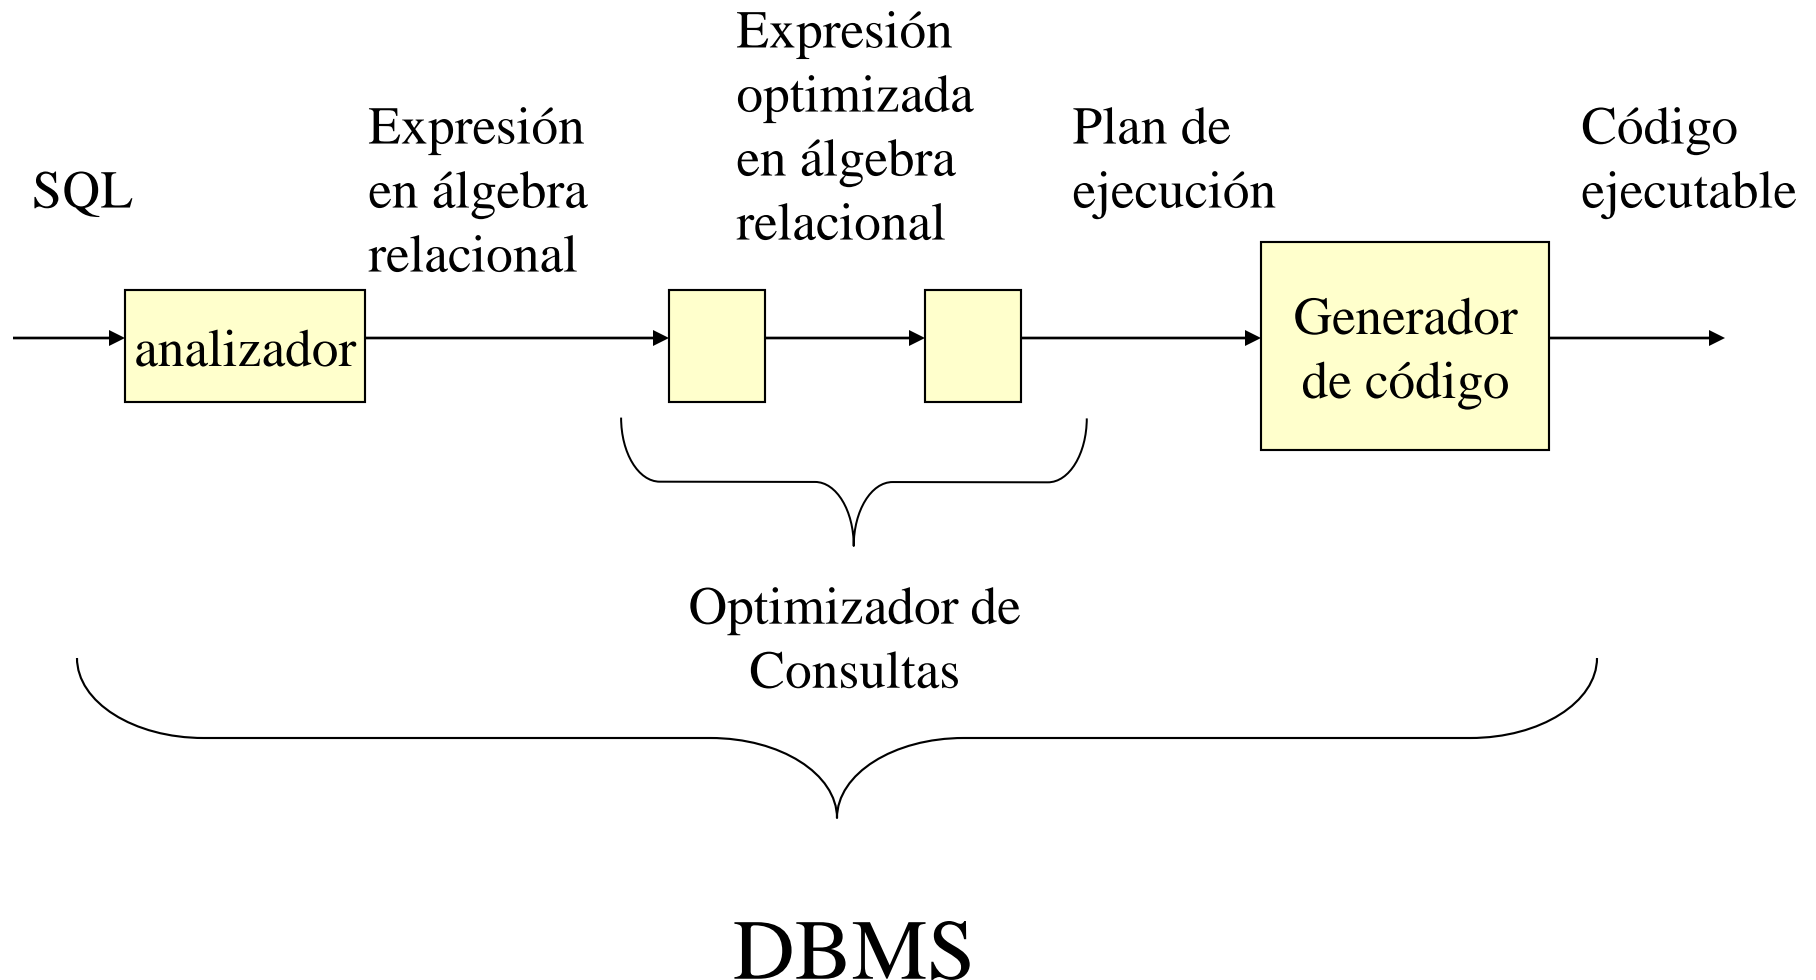 SQL
Expresión
en álgebra
relacional
Expresión
optimizada
en álgebra
relacional
Plan de
ejecución
Código
ejecutable
analizador
Generador
de código
Optimizador de
Consultas
DBMS